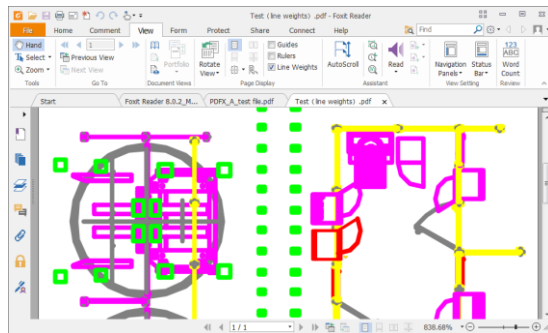 Test (line weights) .pdf - Foxit Reader
File Home Comment View Form Protect Share Connect Help Find
Hand
Select
Zoom
Tools
1
Previous View
Next View
Go To
Portfolio
Document Views
Rotate View
Guides
Rulers
Line Weights
Page Display
AutoScroll
Read
Assistant
Navigation Panels
Status Bar
View Setting
123
ABC
Word Count
Review
Start Foxit Reader 8.0.2_M... PDFX_A_test file.pdf Test (line weights) .pdf
1 / 1 838.68%